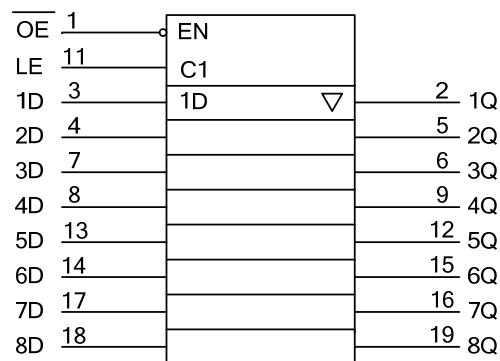 OE 1 EN
LE 11 C1
1D 3 1D ▽ 2 1Q
2D 4 5 2Q
3D 7 6 3Q
4D 8 9 4Q
5D 13 12 5Q
6D 14 15 6Q
7D 17 16 7Q
8D 18 19 8Q